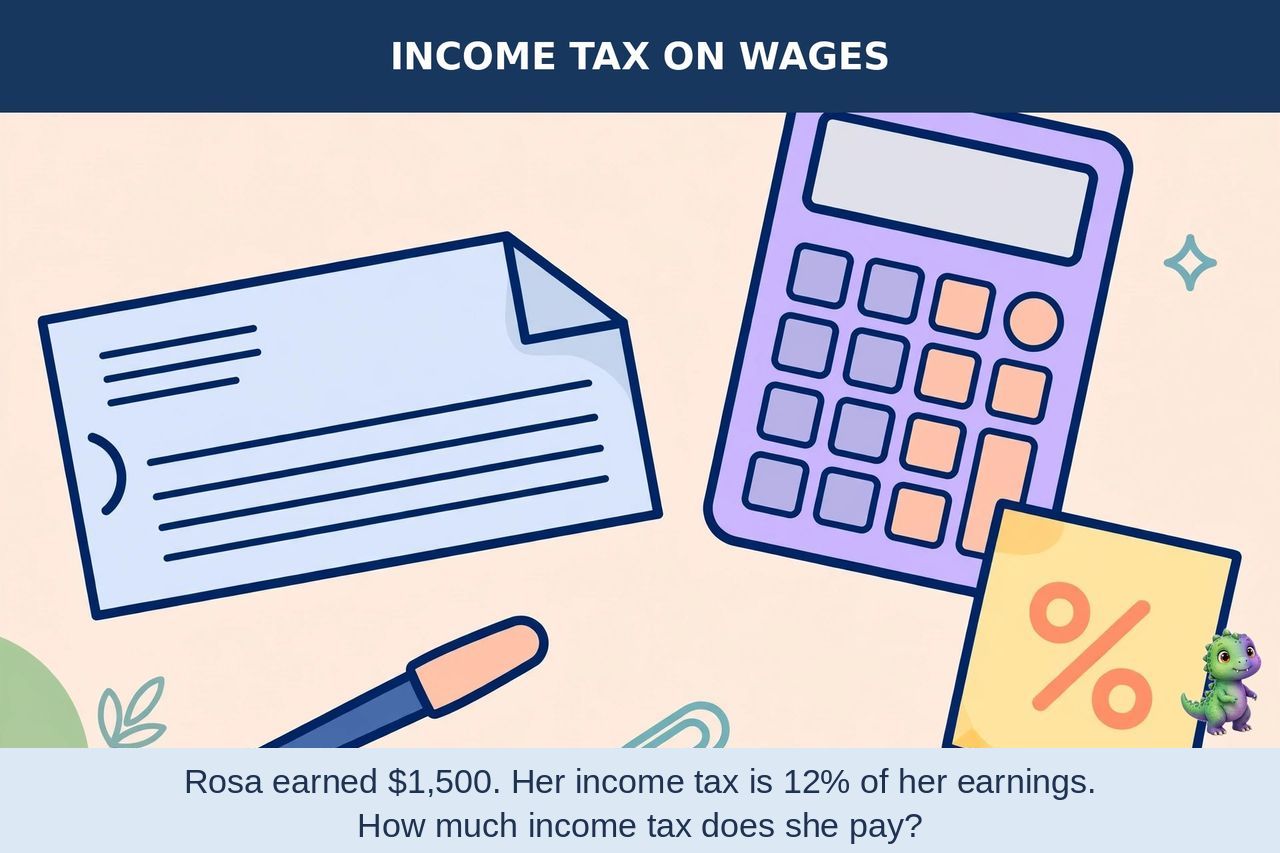 INCOME TAX ON WAGES
%
Rosa earned $1,500. Her income tax is 12% of her earnings.
How much income tax does she pay?